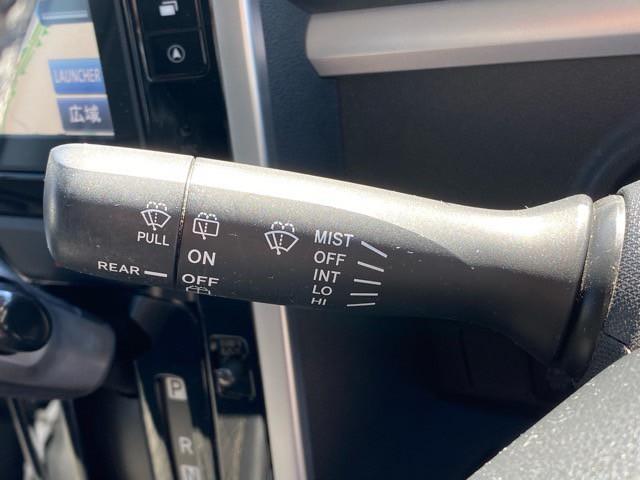 LAUNCHER
広域
PULL
REAR
ON
OFF
MIST
OFF
INT
LO
HI
P
R
N